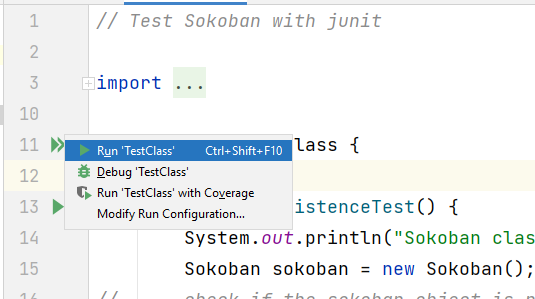 1 // Test Sokoban with junit
2
3 import ...
10
11 lass {
Run 'TestClass' Ctrl+Shift+F10
Debug 'TestClass'
12
Run 'TestClass' with Coverage
13 istenceTest() {
Modify Run Configuration...
14 System.out.println("Sokoban clas
15 Sokoban sokoban = new Sokoban();
16 // check if the sokoban object is n